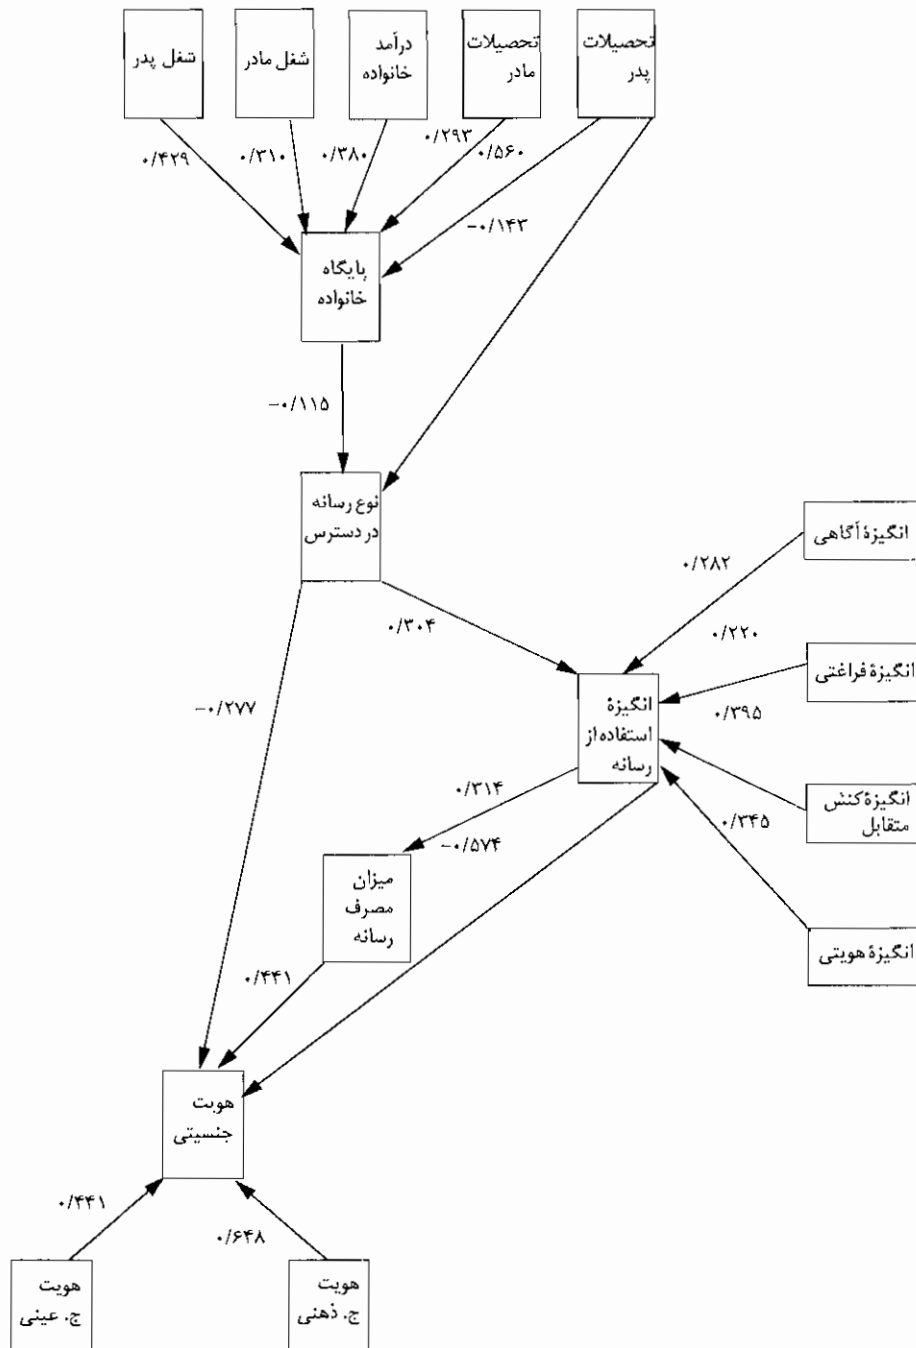 تحصیلات
پدر
تحصیلات
مادر
درآمد
خانواده
شغل مادر
شغل پدر
۰/۲۹۳
۰/۵۶۰
۰/۳۸۰
۰/۳۱۰
۰/۴۲۹
-۰/۱۴۳
پایگاه
خانواده
-۰/۱۱۵
نوع رسانه
در دسترس
انگیزهٔ آگاهی
۰/۲۸۲
۰/۳۰۴
۰/۲۲۰
انگیزهٔ فراغتی
۰/۳۹۵
انگیزهٔ
استفاده از
رسانه
-۰/۲۷۷
انگیزهٔ کنش
متقابل
۰/۳۴۵
۰/۳۱۴
-۰/۵۷۴
میزان
مصرف
رسانه
انگیزهٔ هویتی
۰/۴۴۱
هویت
جنسیتی
۰/۴۴۱
۰/۶۴۸
هویت
ج. ذهنی
هویت
ج. عینی